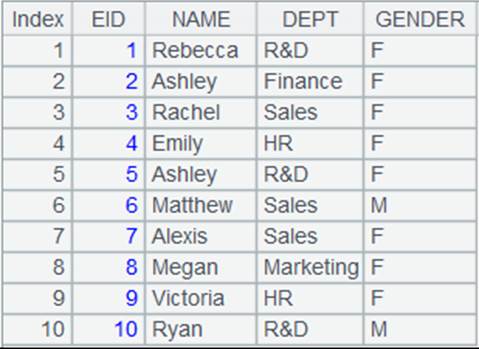 Index EID NAME DEPT GENDER
1 1 Rebecca R&D F
2 2 Ashley Finance F
3 3 Rachel Sales F
4 4 Emily HR F
5 5 Ashley R&D F
6 6 Matthew Sales M
7 7 Alexis Sales F
8 8 Megan Marketing F
9 9 Victoria HR F
10 10 Ryan R&D M